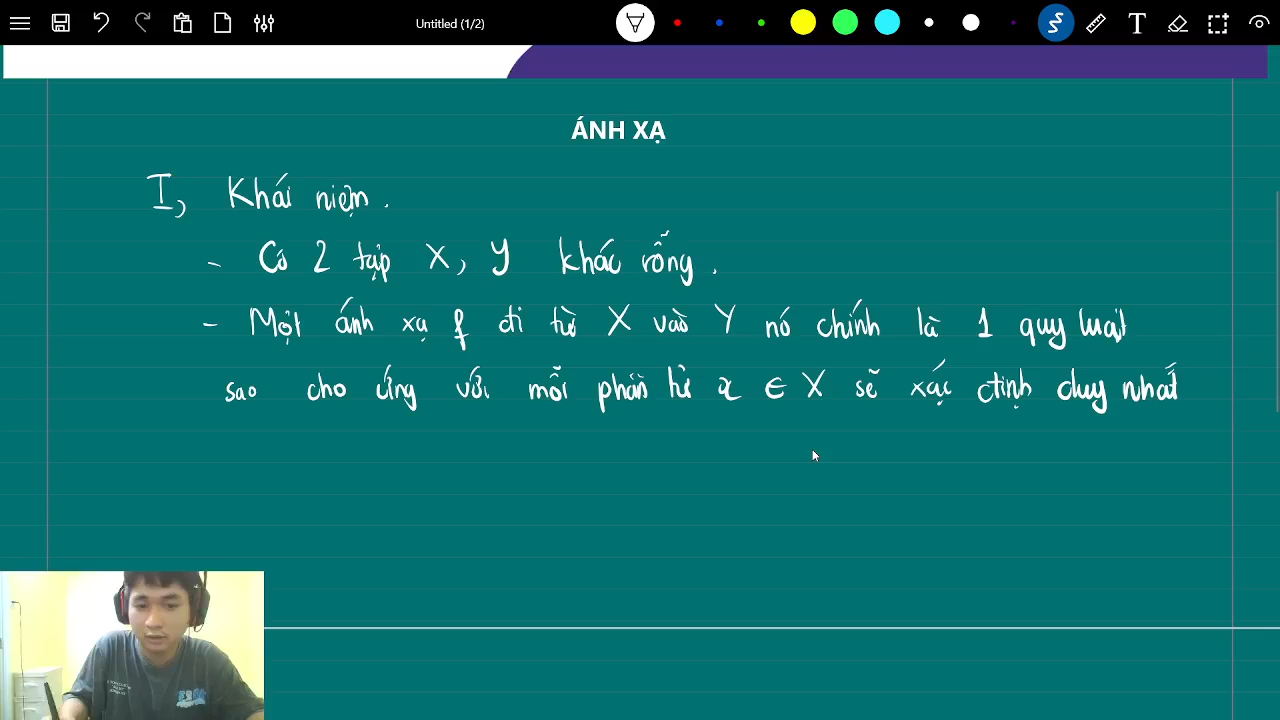 Untitled (1/2)
ÁNH XẠ
I, Khái niệm.
- Có 2 tập X, Y khác rỗng.
- Một ánh xạ f đi từ X vào Y nó chính là 1 quy luật
sao cho ứng với mỗi phần tử x ∈ X sẽ xác định duy nhất